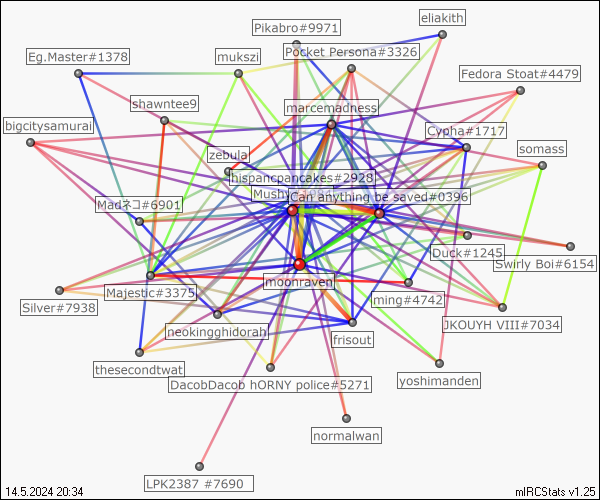 eliakith
Pikabro#9971
Pocket Persona#3326
Eg.Master#1378
mukszi
Fedora Stoat#4479
shawntee9
marcemadness
bigcitysamurai
Cypha#1717
zebula
somass
hispancpancakes#2928
Can anything be saved#0396
Madネコ#6901
Duck#1245
Swirly Boi#6154
moonraven
Majestic#3375
ming#4742
Silver#7938
JKOUYH VIII#7034
neokingghidorah
frisout
thesecondtwat
DacobDacob hORNY police#5271
yoshimanden
normalwan
LPK2387 #7690
14.5.2024 20:34
mIRCStats v1.25